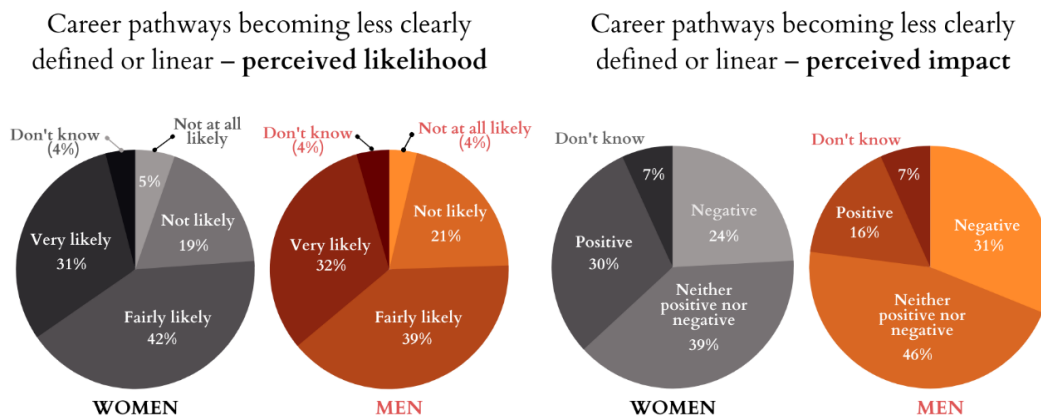 Career pathways becoming less clearly
defined or linear – perceived likelihood
Don't know
(4%)
Not at all
likely
5%
Not likely
19%
Very likely
31%
Fairly likely
42%
WOMEN
Don't know
(4%)
Not at all likely
(4%)
Not likely
21%
Very likely
32%
Fairly likely
39%
MEN
Career pathways becoming less clearly
defined or linear – perceived impact
Don't know
7%
Negative
24%
Positive
30%
Neither
positive nor
negative
39%
WOMEN
Don't know
7%
Positive
16%
Negative
31%
Neither
positive nor
negative
46%
MEN